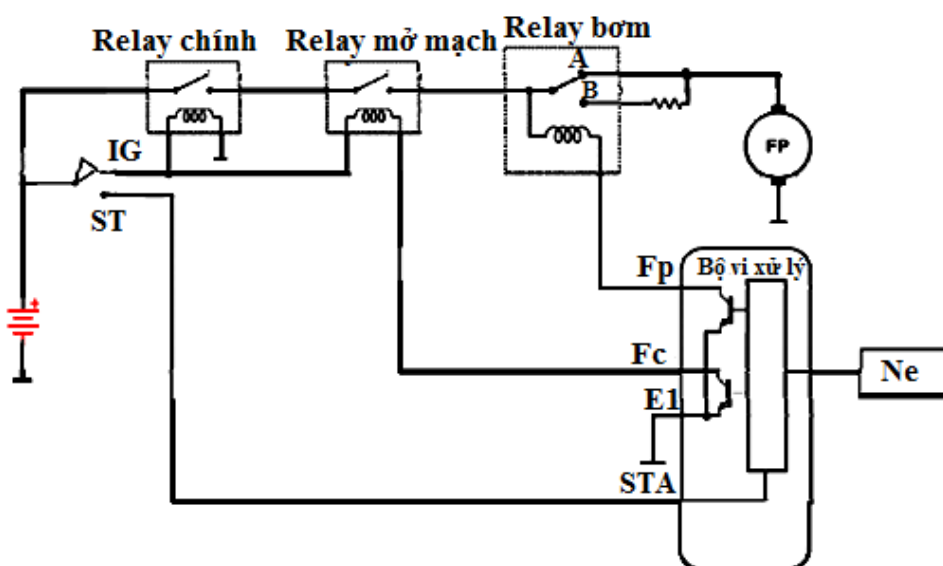 Relay chính
Relay mở mạch
Relay bơm
A
B
IG
FP
ST
+
Fp
Bộ vi xử lý
Fc
Ne
E1
STA